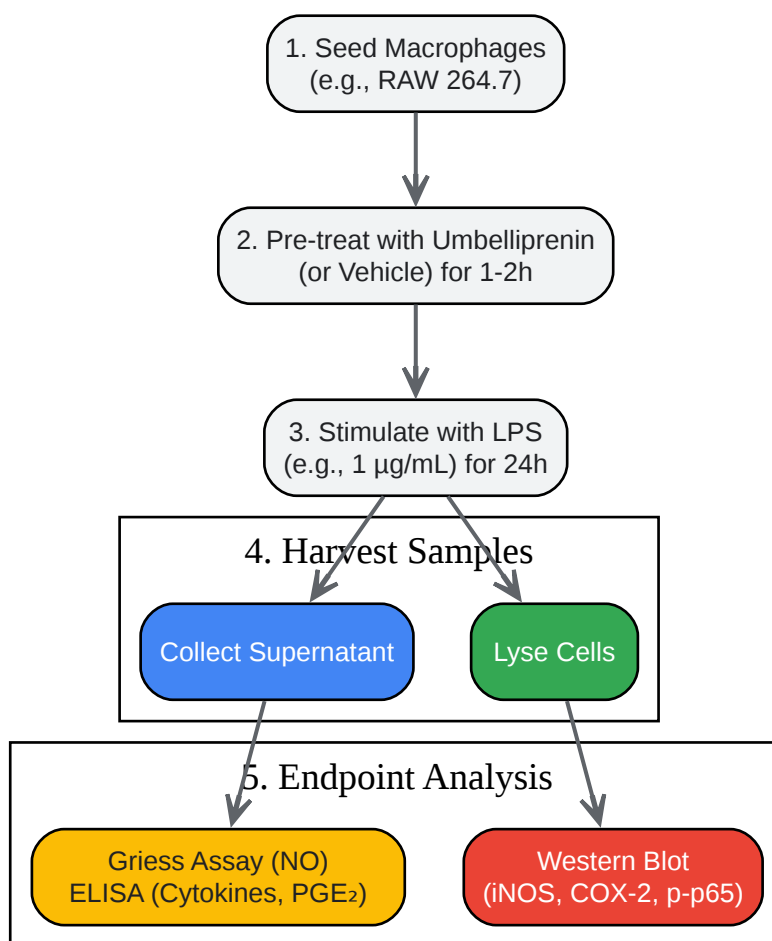 1. Seed Macrophages
(e.g., RAW 264.7)
2. Pre-treat with Umbelliprenin
(or Vehicle) for 1-2h
3. Stimulate with LPS
(e.g., 1 µg/mL) for 24h
4. Harvest Samples
Collect Supernatant
Lyse Cells
5. Endpoint Analysis
Griess Assay (NO)
ELISA (Cytokines, PGE₂)
Western Blot
(iNOS, COX-2, p-p65)